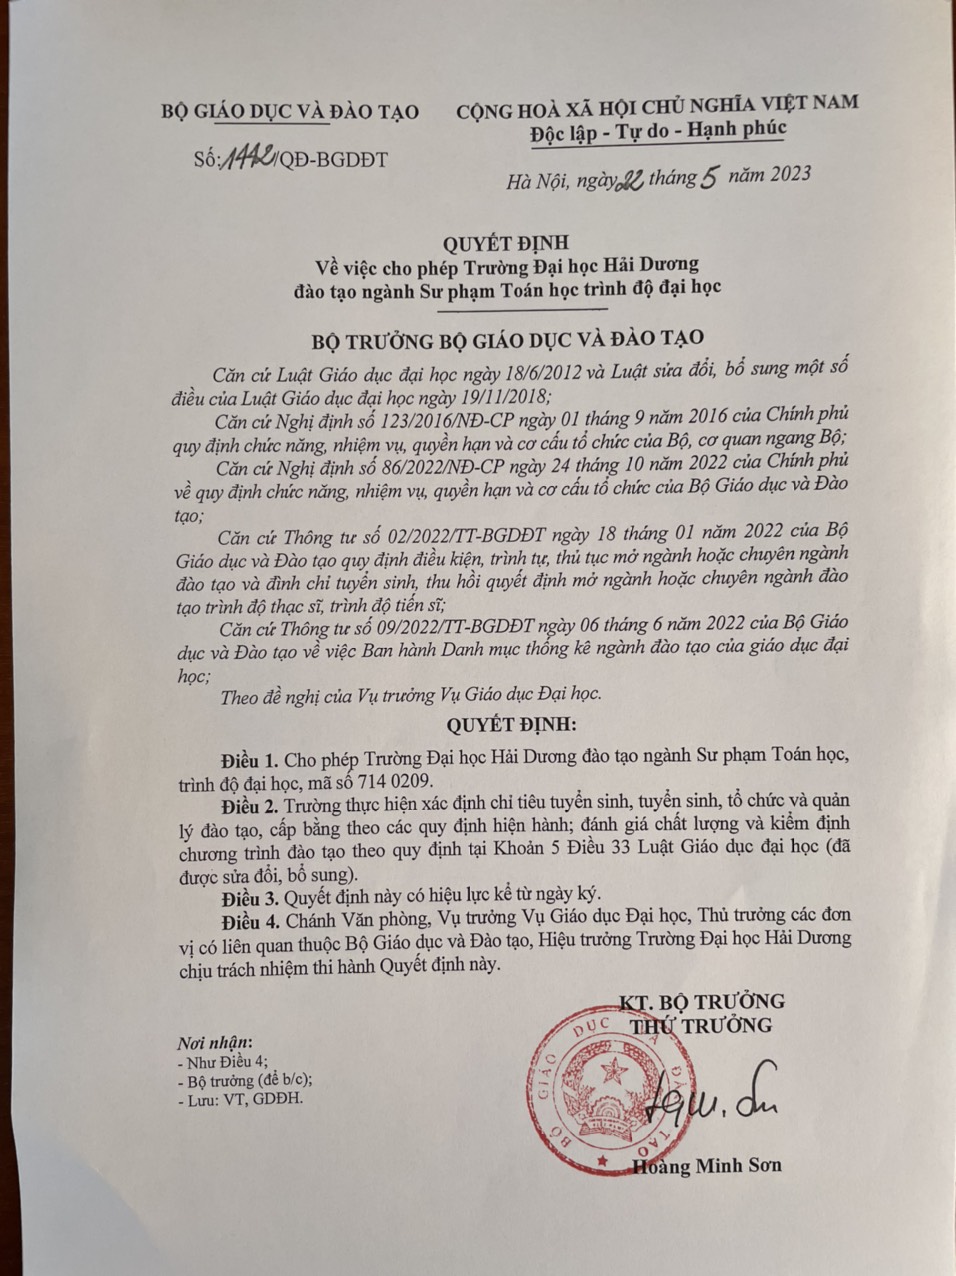 BỘ GIÁO DỤC VÀ ĐÀO TẠO
CỘNG HOÀ XÃ HỘI CHỦ NGHĨA VIỆT NAM
Độc lập - Tự do - Hạnh phúc
Số:1442/QĐ-BGDĐT
Hà Nội, ngày 22 tháng 5 năm 2023
QUYẾT ĐỊNH
Về việc cho phép Trường Đại học Hải Dương
đào tạo ngành Sư phạm Toán học trình độ đại học
BỘ TRƯỞNG BỘ GIÁO DỤC VÀ ĐÀO TẠO
Căn cứ Luật Giáo dục đại học ngày 18/6/2012 và Luật sửa đổi, bổ sung một số
điều của Luật Giáo dục đại học ngày 19/11/2018;
Căn cứ Nghị định số 123/2016/NĐ-CP ngày 01 tháng 9 năm 2016 của Chính phủ
quy định chức năng, nhiệm vụ, quyền hạn và cơ cấu tổ chức của Bộ, cơ quan ngang Bộ;
Căn cứ Nghị định số 86/2022/NĐ-CP ngày 24 tháng 10 năm 2022 của Chính phủ
về quy định chức năng, nhiệm vụ, quyền hạn và cơ cấu tổ chức của Bộ Giáo dục và Đào
tạo;
Căn cứ Thông tư số 02/2022/TT-BGDĐT ngày 18 tháng 01 năm 2022 của Bộ
Giáo dục và Đào tạo quy định điều kiện, trình tự, thủ tục mở ngành hoặc chuyên ngành
đào tạo và đình chỉ tuyển sinh, thu hồi quyết định mở ngành hoặc chuyên ngành đào
tạo trình độ thạc sĩ, trình độ tiến sĩ;
Căn cứ Thông tư số 09/2022/TT-BGDĐT ngày 06 tháng 6 năm 2022 của Bộ Giáo
dục và Đào tạo về việc Ban hành Danh mục thống kê ngành đào tạo của giáo dục đại
học;
Theo đề nghị của Vụ trưởng Vụ Giáo dục Đại học.
QUYẾT ĐỊNH:
Điều 1. Cho phép Trường Đại học Hải Dương đào tạo ngành Sư phạm Toán học,
trình độ đại học, mã số 714 0209.
Điều 2. Trường thực hiện xác định chỉ tiêu tuyển sinh, tuyển sinh, tổ chức và quản
lý đào tạo, cấp bằng theo các quy định hiện hành; đánh giá chất lượng và kiểm định
chương trình đào tạo theo quy định tại Khoản 5 Điều 33 Luật Giáo dục đại học (đã
được sửa đổi, bổ sung).
Điều 3. Quyết định này có hiệu lực kể từ ngày ký.
Điều 4. Chánh Văn phòng, Vụ trưởng Vụ Giáo dục Đại học, Thủ trưởng các đơn
vị có liên quan thuộc Bộ Giáo dục và Đào tạo, Hiệu trưởng Trường Đại học Hải Dương
chịu trách nhiệm thi hành Quyết định này.
KT. BỘ TRƯỞNG
THỨ TRƯỞNG
Nơi nhận:
- Như Điều 4;
- Bộ trưởng (để b/c);
- Lưu: VT, GDĐH.
BỘ GIÁO DỤC VÀ ĐÀO TẠO
Hoàng Minh Sơn